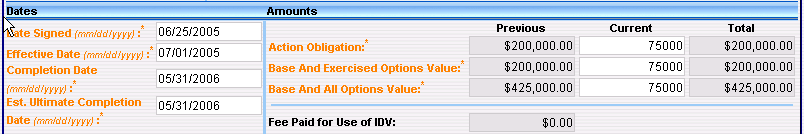 Dates Amounts
Previous Current Total
Date Signed (mm/dd/yyyy) :* 06/25/2005
Effective Date (mm/dd/yyyy) :* 07/01/2005
Completion Date
(mm/dd/yyyy) :* 05/31/2006
Est. Ultimate Completion
Date (mm/dd/yyyy) :* 05/31/2006
Action Obligation:* $200,000.00 75000 $200,000.00
Base And Exercised Options Value:* $200,000.00 75000 $200,000.00
Base And All Options Value:* $425,000.00 75000 $425,000.00
Fee Paid for Use of IDV: $0.00